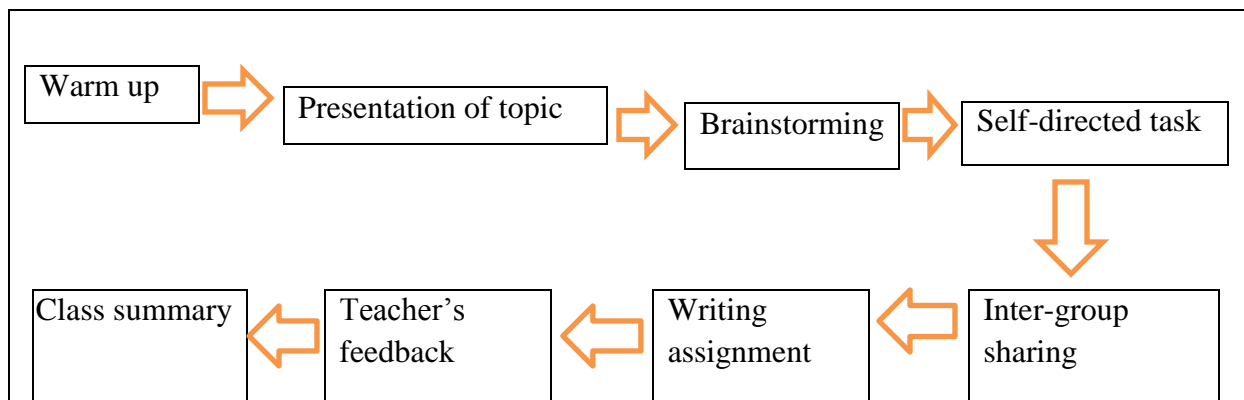 Warm up
Presentation of topic
Brainstorming
Self-directed task
Inter-group
sharing
Writing
assignment
Teacher’s
feedback
Class summary